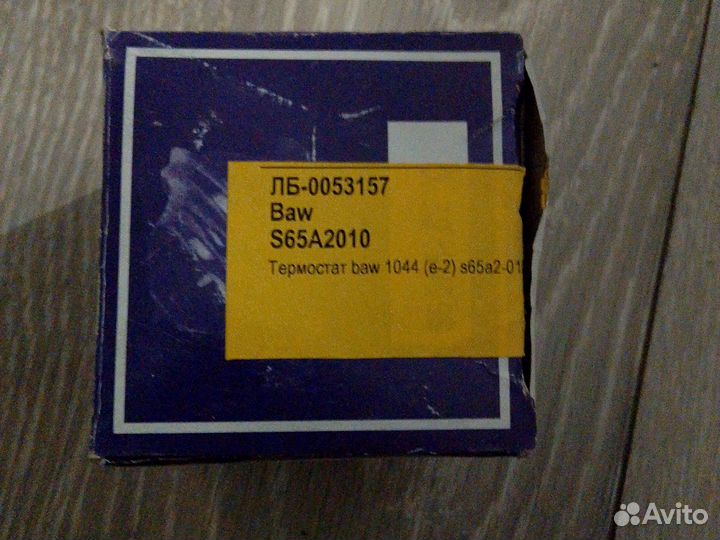 ЛБ-0053157
Baw
S65A2010
Термостат baw 1044 (e-2) s65a2-01
Avito